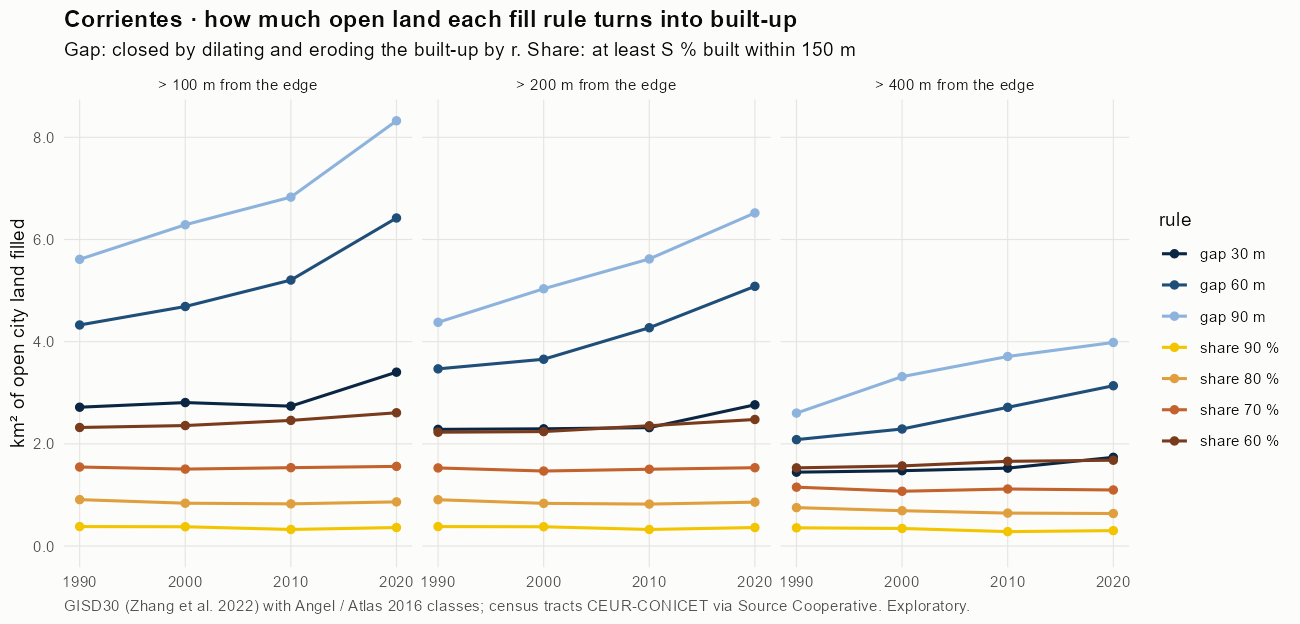 Corrientes · how much open land each fill rule turns into built-up
Gap: closed by dilating and eroding the built-up by r. Share: at least S % built within 150 m
> 100 m from the edge
> 200 m from the edge
> 400 m from the edge
km² of open city land filled
8.0
6.0
4.0
2.0
0.0
1990 2000 2010 2020
1990 2000 2010 2020
1990 2000 2010 2020
rule
gap 30 m
gap 60 m
gap 90 m
share 90 %
share 80 %
share 70 %
share 60 %
GISD30 (Zhang et al. 2022) with Angel / Atlas 2016 classes; census tracts CEUR-CONICET via Source Cooperative. Exploratory.